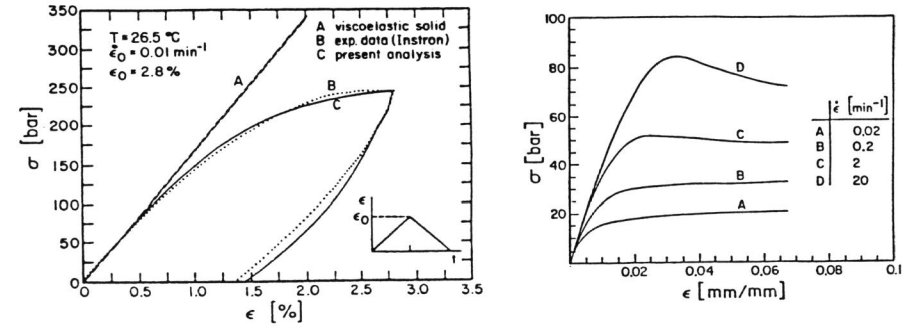 350
300
250
200
150
100
50
0
σ [bar]
T = 26.5 °C
ε̇₀ = 0.01 min⁻¹
ε₀ = 2.8 %
A viscoelastic solid
B exp. data (Instron)
C present analysis
A
B
C
ε
ε₀
t
0 0.5 1.0 1.5 2.0 2.5 3.0 3.5
ε [%]
100
80
60
40
20
σ [bar]
D
C
B
A
ε̇ [min⁻¹]
A 0,02
B 0,2
C 2
D 20
0,02 0,04 0,06 0,08 0.1
ε [mm/mm]